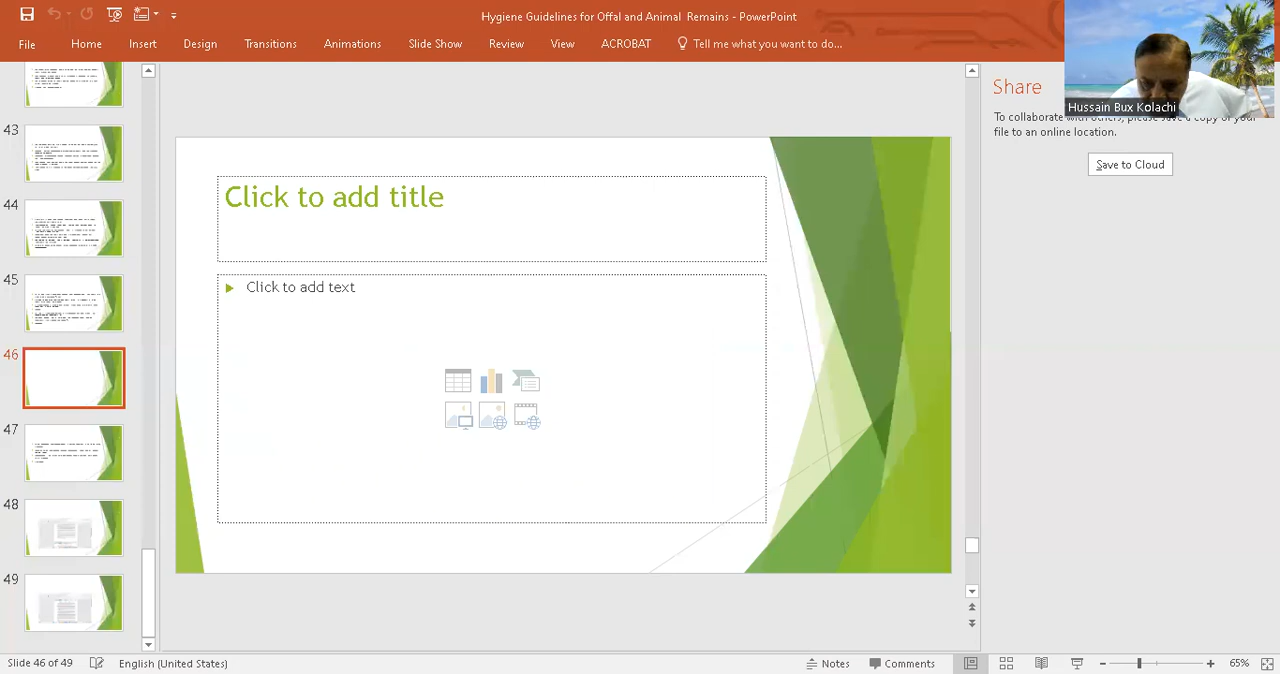 Hygiene Guidelines for Offal and Animal  Remains - PowerPoint
File
Home
Insert
Design
Transitions
Animations
Slide Show
Review
View
ACROBAT
Tell me what you want to do...
Hussain Bux Kolachi
Share
To collaborate with others, please save a copy of your
file to an online location.
Save to Cloud
43
44
45
46
47
48
49
Click to add title
Click to add text
Slide 46 of 49
English (United States)
Notes
Comments
65%